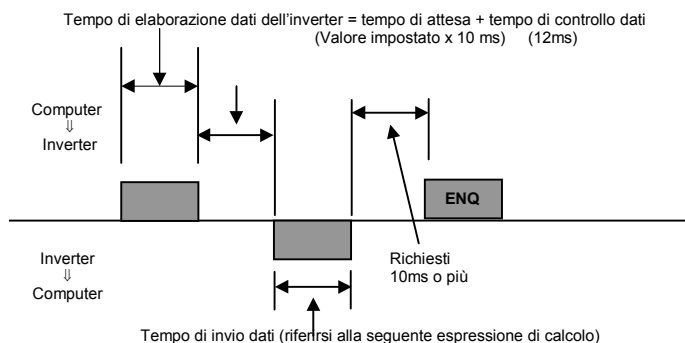 Tempo di elaborazione dati dell'inverter = tempo di attesa + tempo di controllo dati
(Valore impostato x 10 ms) (12ms)
Computer
⇓
Inverter
ENQ
Inverter
⇓
Computer
Richiesti
10ms o più
Tempo di invio dati (riferirsi alla seguente espressione di calcolo)